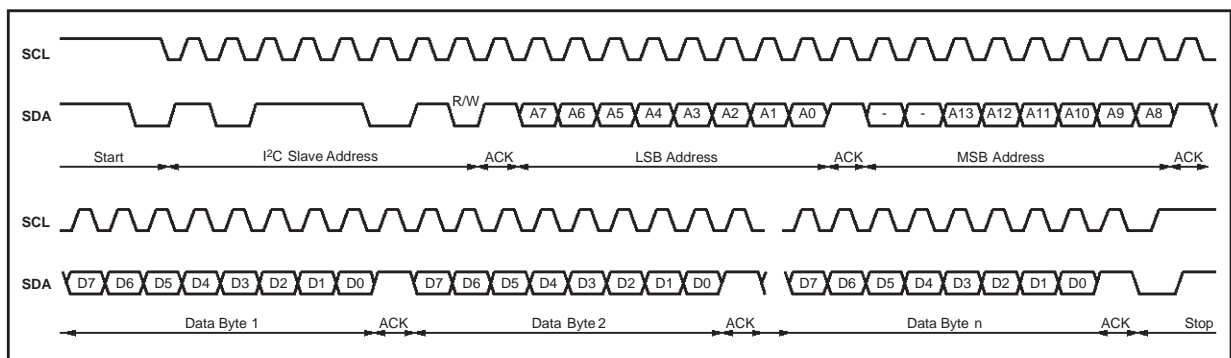 SCL
SDA R/W A7 A6 A5 A4 A3 A2 A1 A0 - - A13 A12 A11 A10 A9 A8
Start I²C Slave Address ACK LSB Address ACK MSB Address ACK
SCL
SDA D7 D6 D5 D4 D3 D2 D1 D0 D7 D6 D5 D4 D3 D2 D1 D0 D7 D6 D5 D4 D3 D2 D1 D0
Data Byte 1 ACK Data Byte 2 ACK Data Byte n ACK Stop